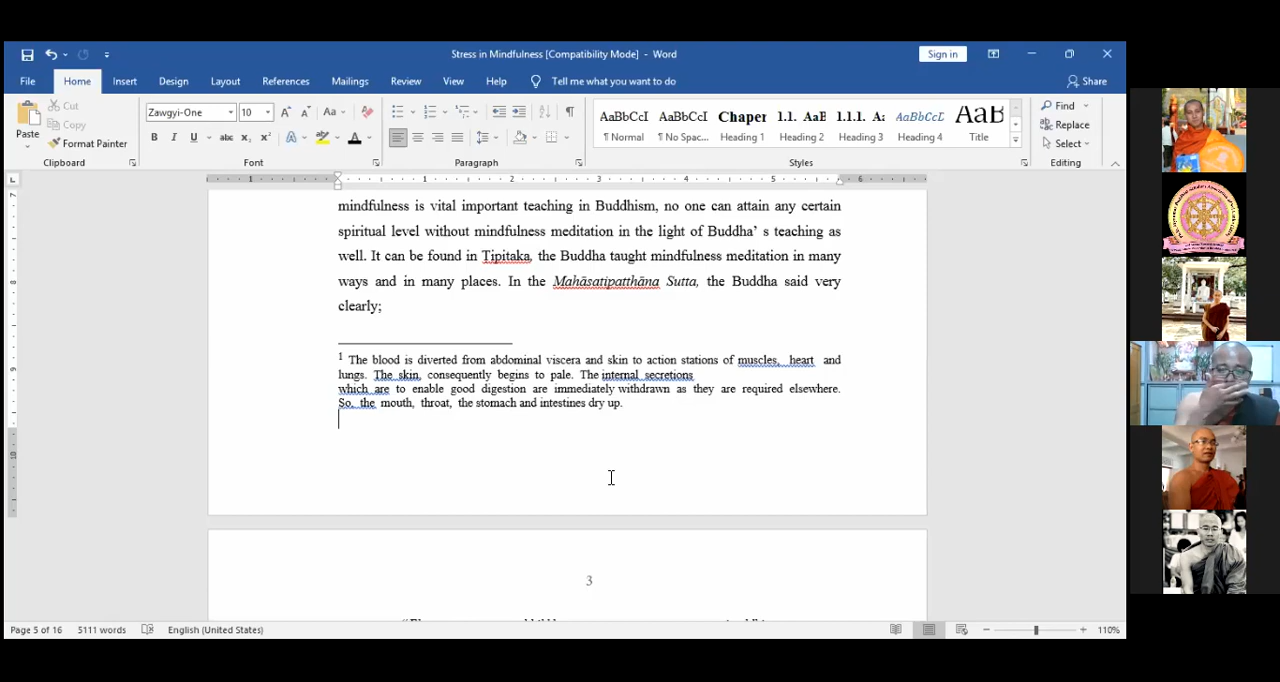 Stress in Mindfulness [Compatibility Mode] - Word
Sign in
File Home Insert Design Layout References Mailings Review View Help Tell me what you want to do Share
Paste
Cut
Copy
Format Painter
Clipboard
Zawgyi-One 10
Font
Paragraph
AaBbCcI AaBbCcI Chaper 1.1. AaB 1.1.1. A: AaBbCcL AaB
¶ Normal ¶ No Spac... Heading 1 Heading 2 Heading 3 Heading 4 Title
Styles
Find
Replace
Select
Editing
1 1 2 3 4 5 6
mindfulness is vital important teaching in Buddhism, no one can attain any certain
spiritual level without mindfulness meditation in the light of Buddha’ s teaching as
well. It can be found in Tipitaka, the Buddha taught mindfulness meditation in many
ways and in many places. In the Mahāsatipatthāna Sutta, the Buddha said very
clearly;
1 The blood is diverted from abdominal viscera and skin to action stations of muscles, heart and
lungs. The skin, consequently begins to pale. The internal secretions
which are to enable good digestion are immediately withdrawn as they are required elsewhere.
So, the mouth, throat, the stomach and intestines dry up.
3
Page 5 of 16 5111 words English (United States) 110%